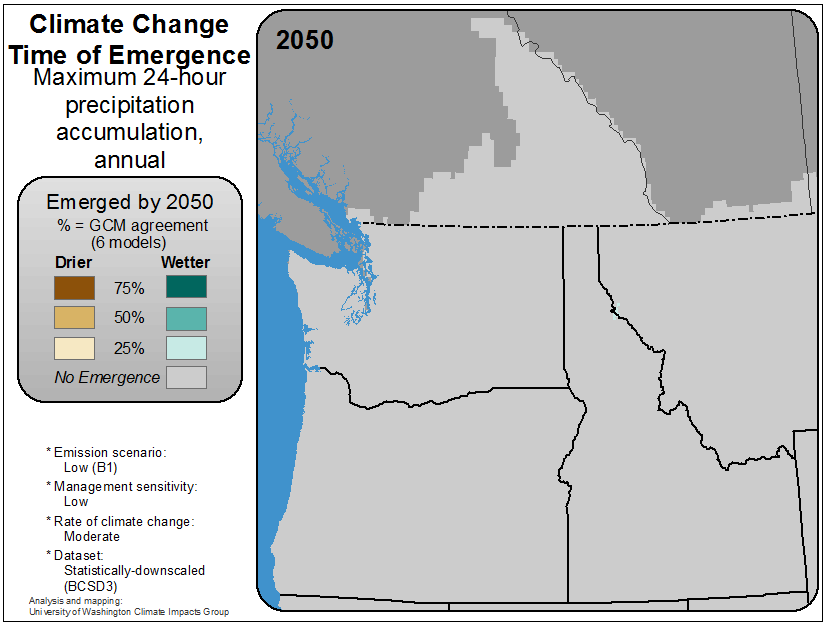 Climate Change
Time of Emergence
Maximum 24-hour
precipitation
accumulation,
annual
2050
Emerged by 2050
% = GCM agreement
(6 models)
Drier Wetter
75%
50%
25%
No Emergence
* Emission scenario:
Low (B1)
* Management sensitivity:
Low
* Rate of climate change:
Moderate
* Dataset:
Statistically-downscaled
(BCSD3)
Analysis and mapping:
University of Washington Climate Impacts Group